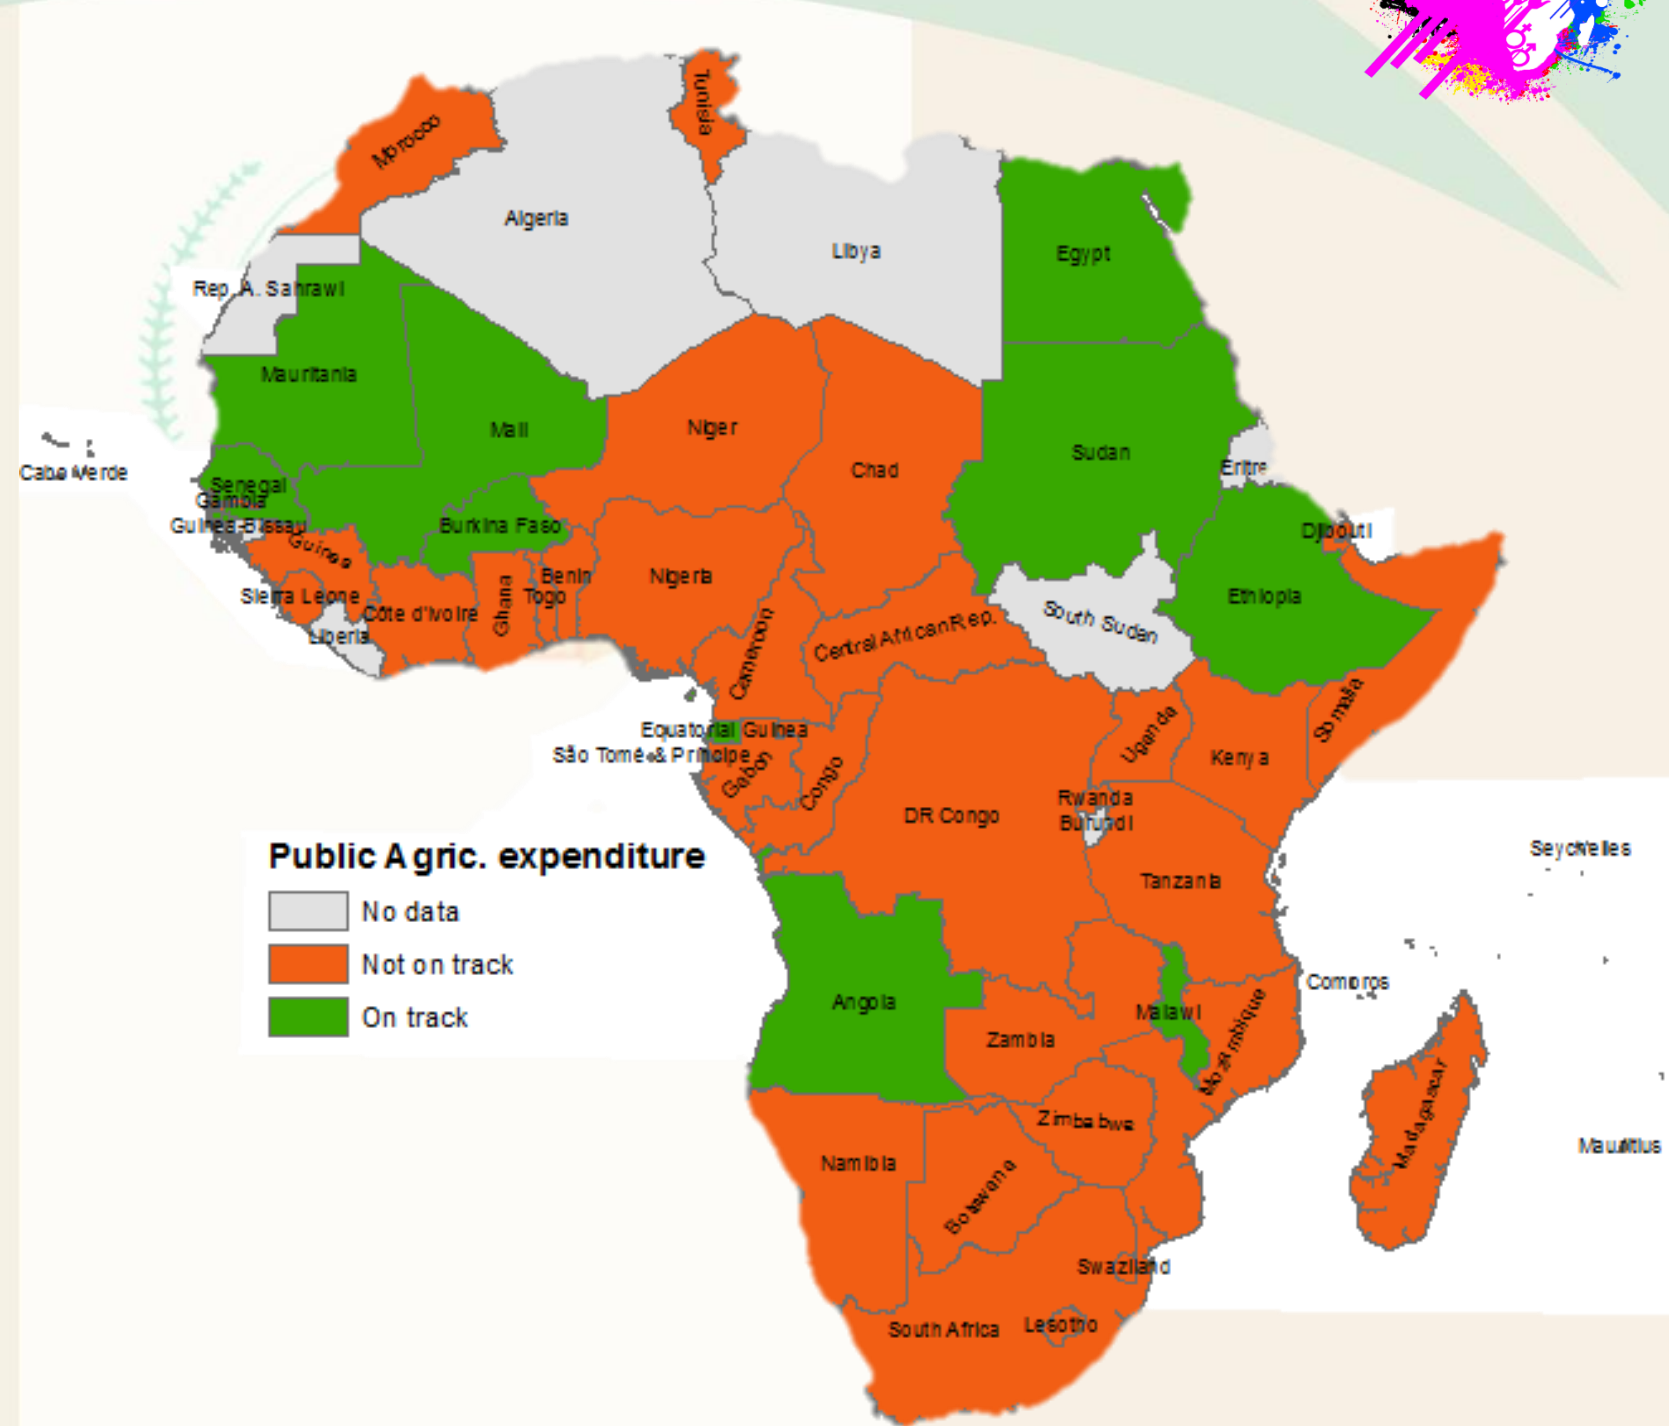 Tunisia
Morocco
Algeria
Libya
Egypt
Rep. A. Sahrawi
Mauritania
Mali
Niger
Chad
Sudan
Eritre
Cabo Verde
Senegal
Gambia
Guinea-Bissau
Burkina Faso
Djibouti
Guinea
Benin
Nigeria
Ethiopia
Sierra Leone
Togo
Ghana
Côte d'Ivoire
Liberia
South Sudan
Central African Rep.
Cameroon
Somalia
Uganda
Kenya
Equatorial Guinea
São Tomé & Príncipe
Gabon
Congo
Rwanda
Burundi
DR Congo
Tanzania
Seychelles
Public Agric. expenditure
No data
Not on track
On track
Comoros
Angola
Malawi
Mozambique
Zambia
Madagascar
Zimbabwe
Mauritius
Namibia
Botswana
Swaziland
South Africa
Lesotho